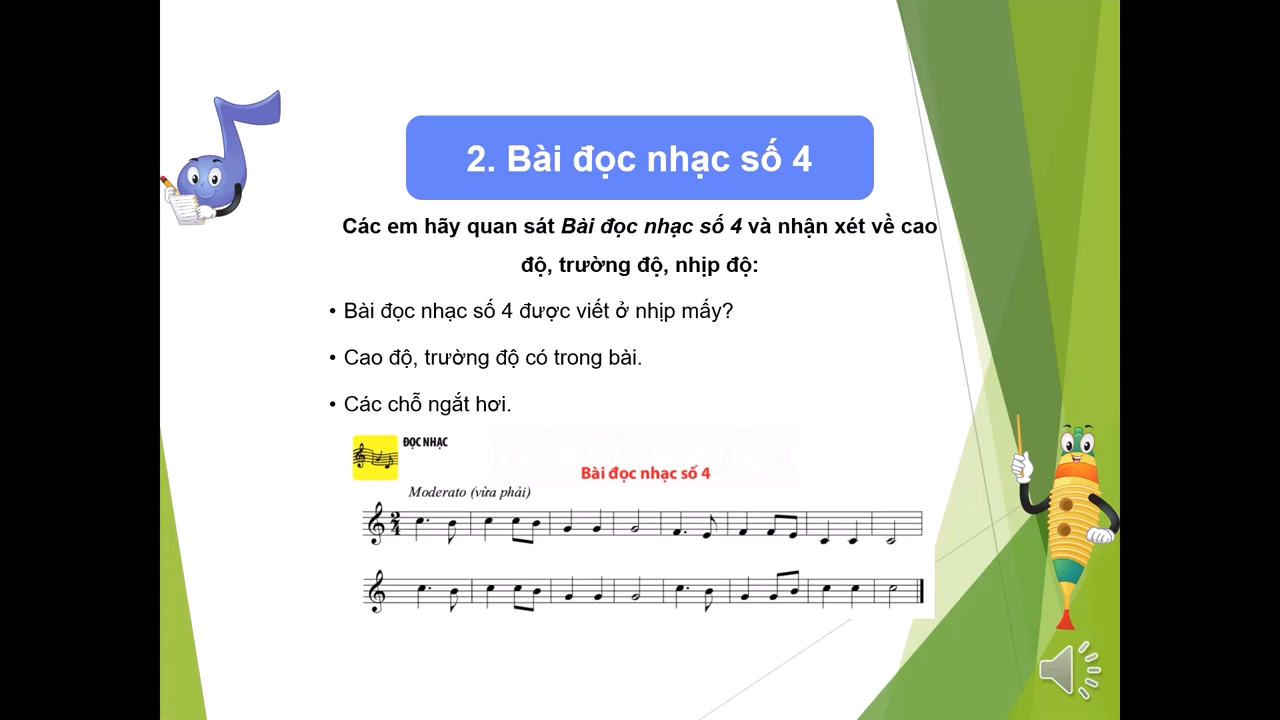 2. Bài đọc nhạc số 4
Các em hãy quan sát Bài đọc nhạc số 4 và nhận xét về cao
độ, trường độ, nhịp độ:
• Bài đọc nhạc số 4 được viết ở nhịp mấy?
• Cao độ, trường độ có trong bài.
• Các chỗ ngắt hơi.
ĐỌC NHẠC
Bài đọc nhạc số 4
Moderato (vừa phải)
2
4